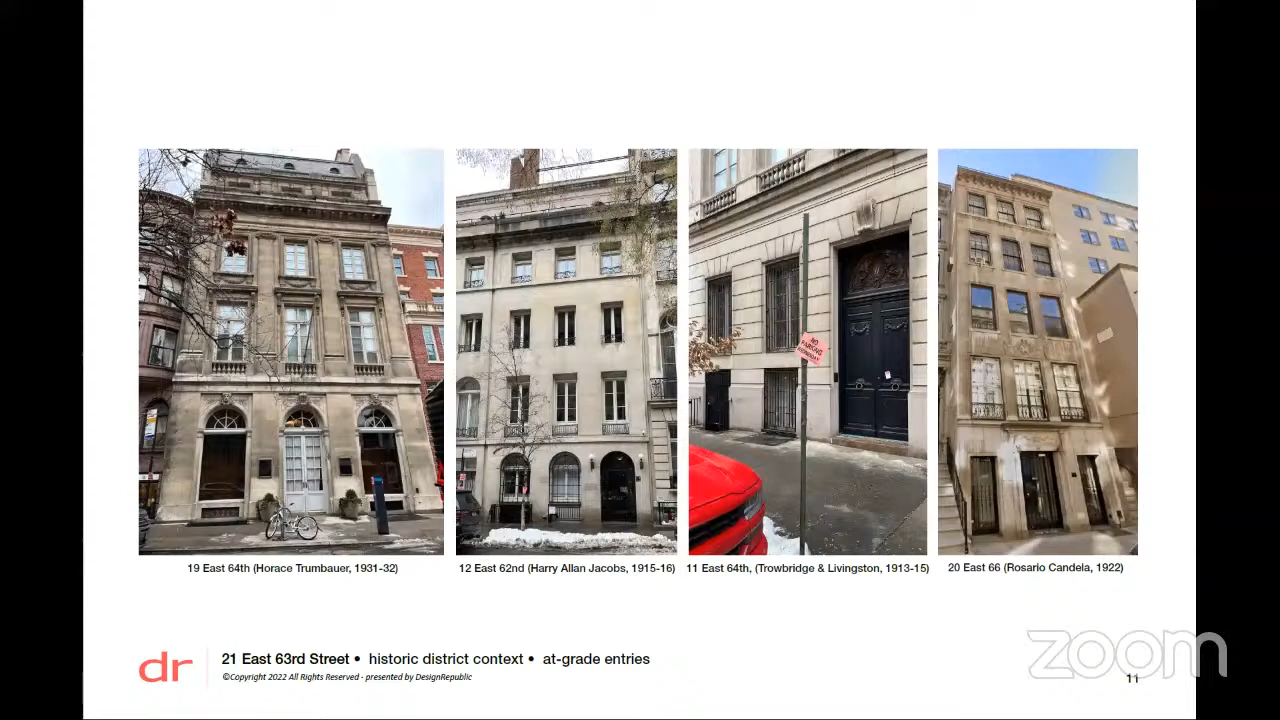 NO
PARKING
19 East 64th (Horace Trumbauer, 1931-32)
12 East 62nd (Harry Allan Jacobs, 1915-16)
11 East 64th, (Trowbridge & Livingston, 1913-15)
20 East 66 (Rosario Candela, 1922)
dr
21 East 63rd Street • historic district context • at-grade entries
©Copyright 2022 All Rights Reserved - presented by DesignRepublic
zoom
11